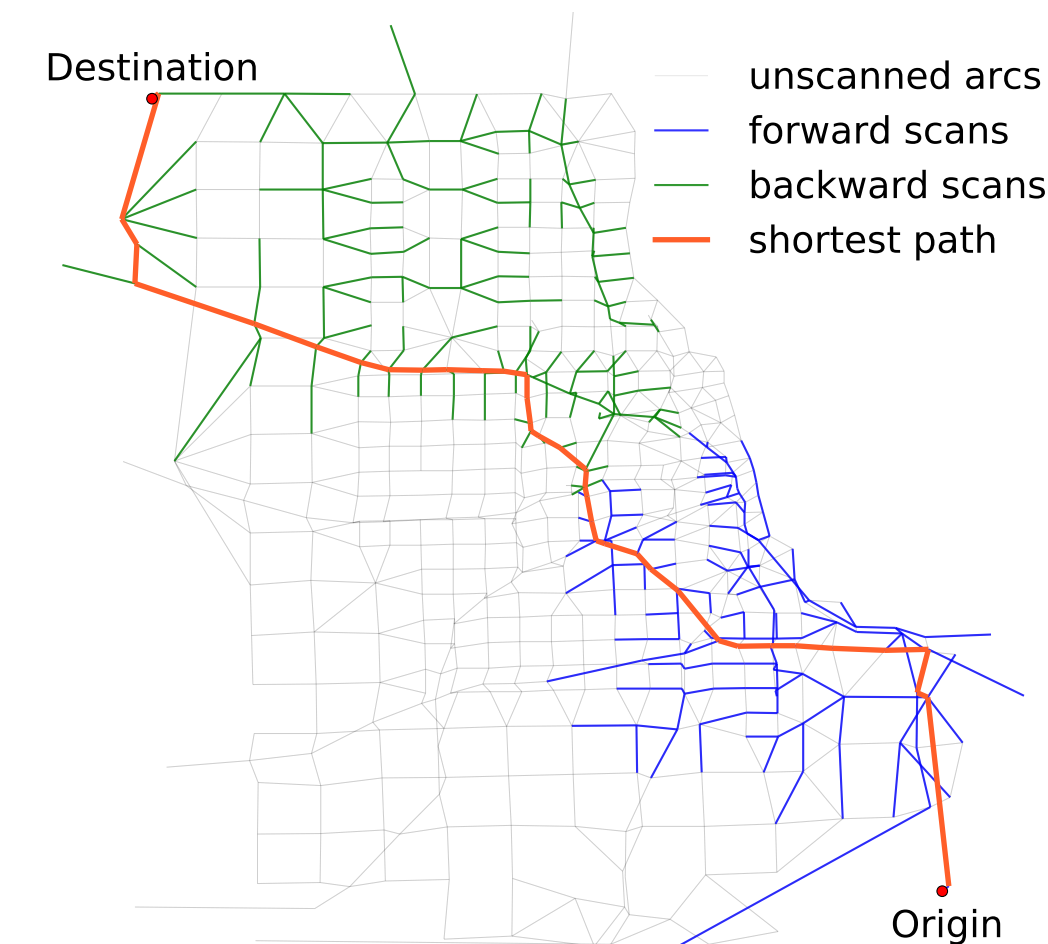 Destination
unscanned arcs
forward scans
backward scans
shortest path
Origin